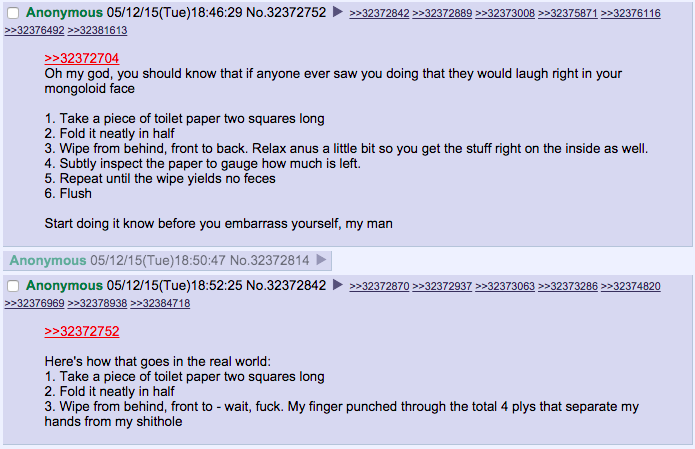 Anonymous 05/12/15(Tue)18:46:29 No.32372752 ▶ >>32372842 >>32372889 >>32373008 >>32375871 >>32376116
>>32376492 >>32381613
>>32372704
Oh my god, you should know that if anyone ever saw you doing that they would laugh right in your
mongoloid face
1. Take a piece of toilet paper two squares long
2. Fold it neatly in half
3. Wipe from behind, front to back. Relax anus a little bit so you get the stuff right on the inside as well.
4. Subtly inspect the paper to gauge how much is left.
5. Repeat until the wipe yields no feces
6. Flush
Start doing it know before you embarrass yourself, my man
Anonymous 05/12/15(Tue)18:50:47 No.32372814 ▶
Anonymous 05/12/15(Tue)18:52:25 No.32372842 ▶ >>32372870 >>32372937 >>32373063 >>32373286 >>32374820
>>32376969 >>32378938 >>32384718
>>32372752
Here's how that goes in the real world:
1. Take a piece of toilet paper two squares long
2. Fold it neatly in half
3. Wipe from behind, front to - wait, fuck. My finger punched through the total 4 plys that separate my
hands from my shithole